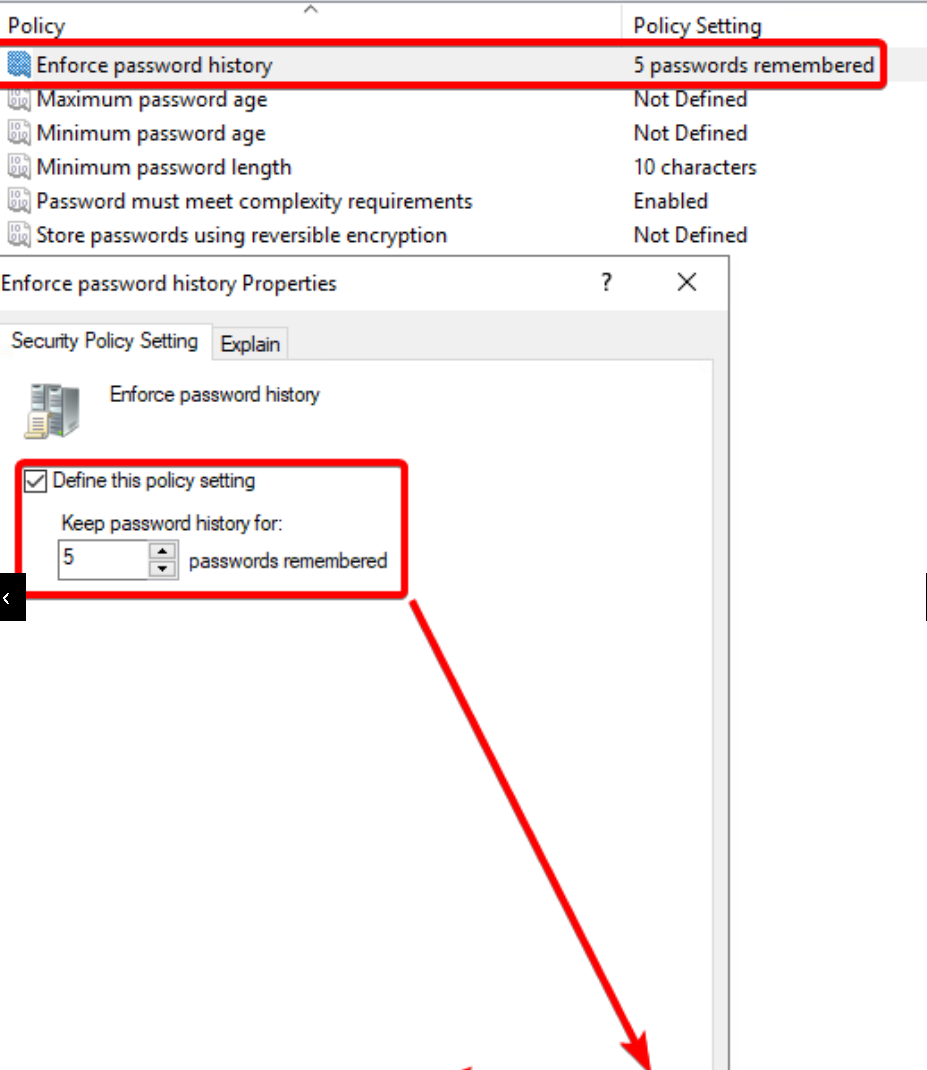 Policy Policy Setting
Enforce password history 5 passwords remembered
Maximum password age Not Defined
Minimum password age Not Defined
Minimum password length 10 characters
Password must meet complexity requirements Enabled
Store passwords using reversible encryption Not Defined
Enforce password history Properties ?
Security Policy Setting Explain
Enforce password history
Define this policy setting
Keep password history for:
5 passwords remembered